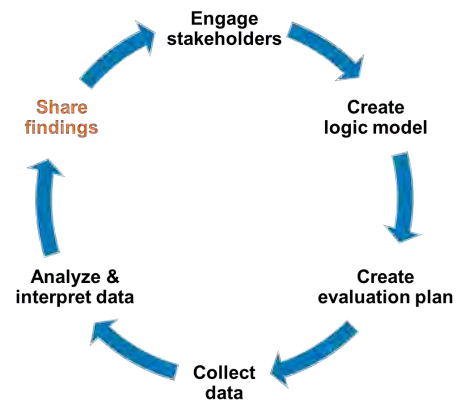 Engage
stakeholders
Create
logic model
Create
evaluation plan
Collect
data
Analyze &
interpret data
Share
findings